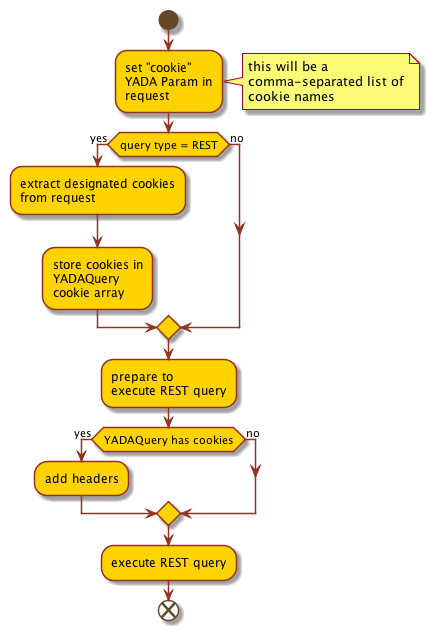 set "cookie"
YADA Param in
request
this will be a
comma-separated list of
cookie names
yes
query type = REST
no
extract designated cookies
from request
store cookies in
YADAQuery
cookie array
prepare to
execute REST query
yes
YADAQuery has cookies
no
add headers
execute REST query